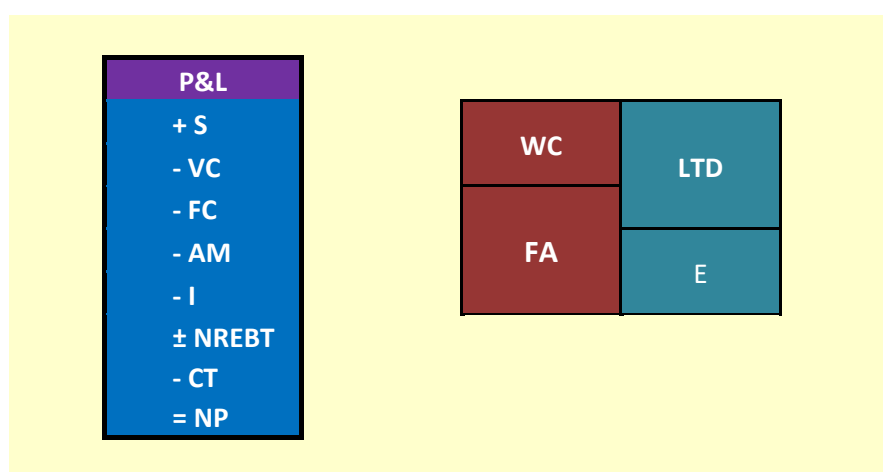 P&L
+ S
- VC
- FC
- AM
- I
± NREBT
- CT
= NP
WC
LTD
FA
E